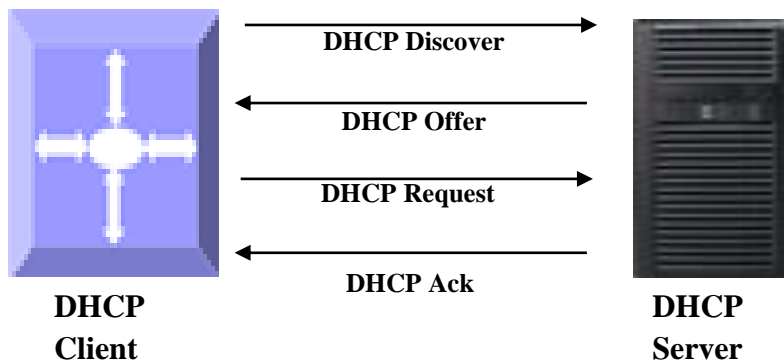 DHCP Discover
DHCP Offer
DHCP Request
DHCP Ack
DHCP
Client
DHCP
Server